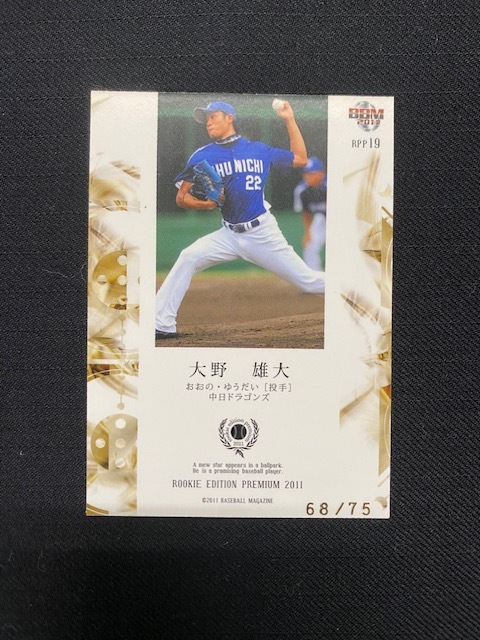 BBM
2011
RPP19
CHUNICHI
22
大野 雄大
おおの・ゆうだい［投手］
中日ドラゴンズ
2011
A new star appears in a ballpark.
He is a promising baseball player.
ROOKIE EDITION PREMIUM 2011
©2011 BASEBALL MAGAZINE
68/75